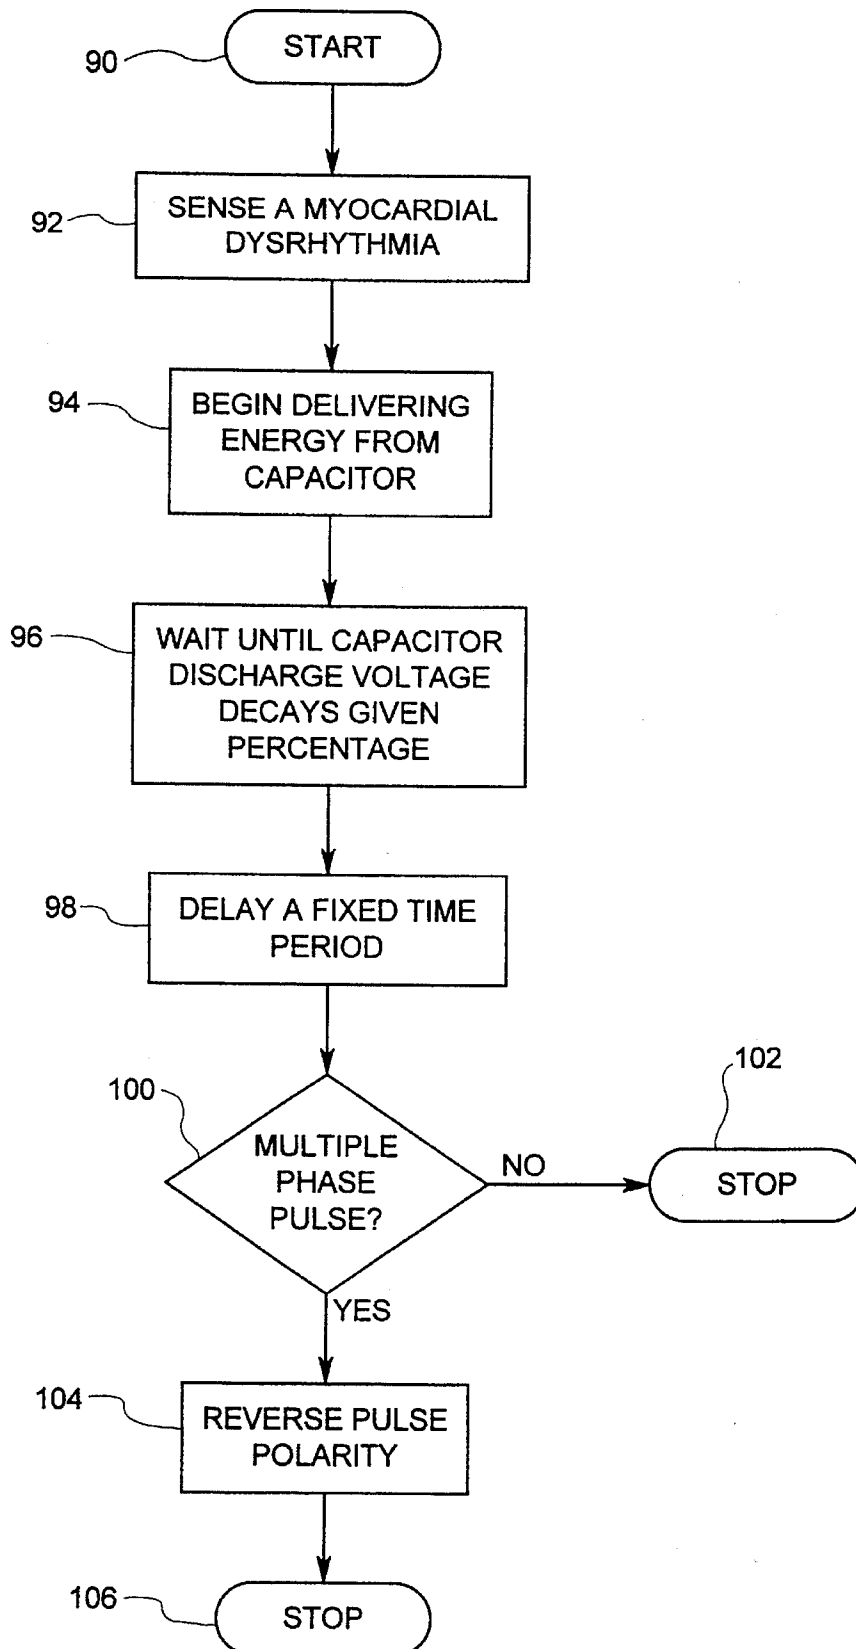 90
START
92
SENSE A MYOCARDIAL
DYSRHYTHMIA
94
BEGIN DELIVERING
ENERGY FROM
CAPACITOR
96
WAIT UNTIL CAPACITOR
DISCHARGE VOLTAGE
DECAYS GIVEN
PERCENTAGE
98
DELAY A FIXED TIME
PERIOD
100
MULTIPLE
PHASE
PULSE?
NO
102
STOP
YES
104
REVERSE PULSE
POLARITY
106
STOP